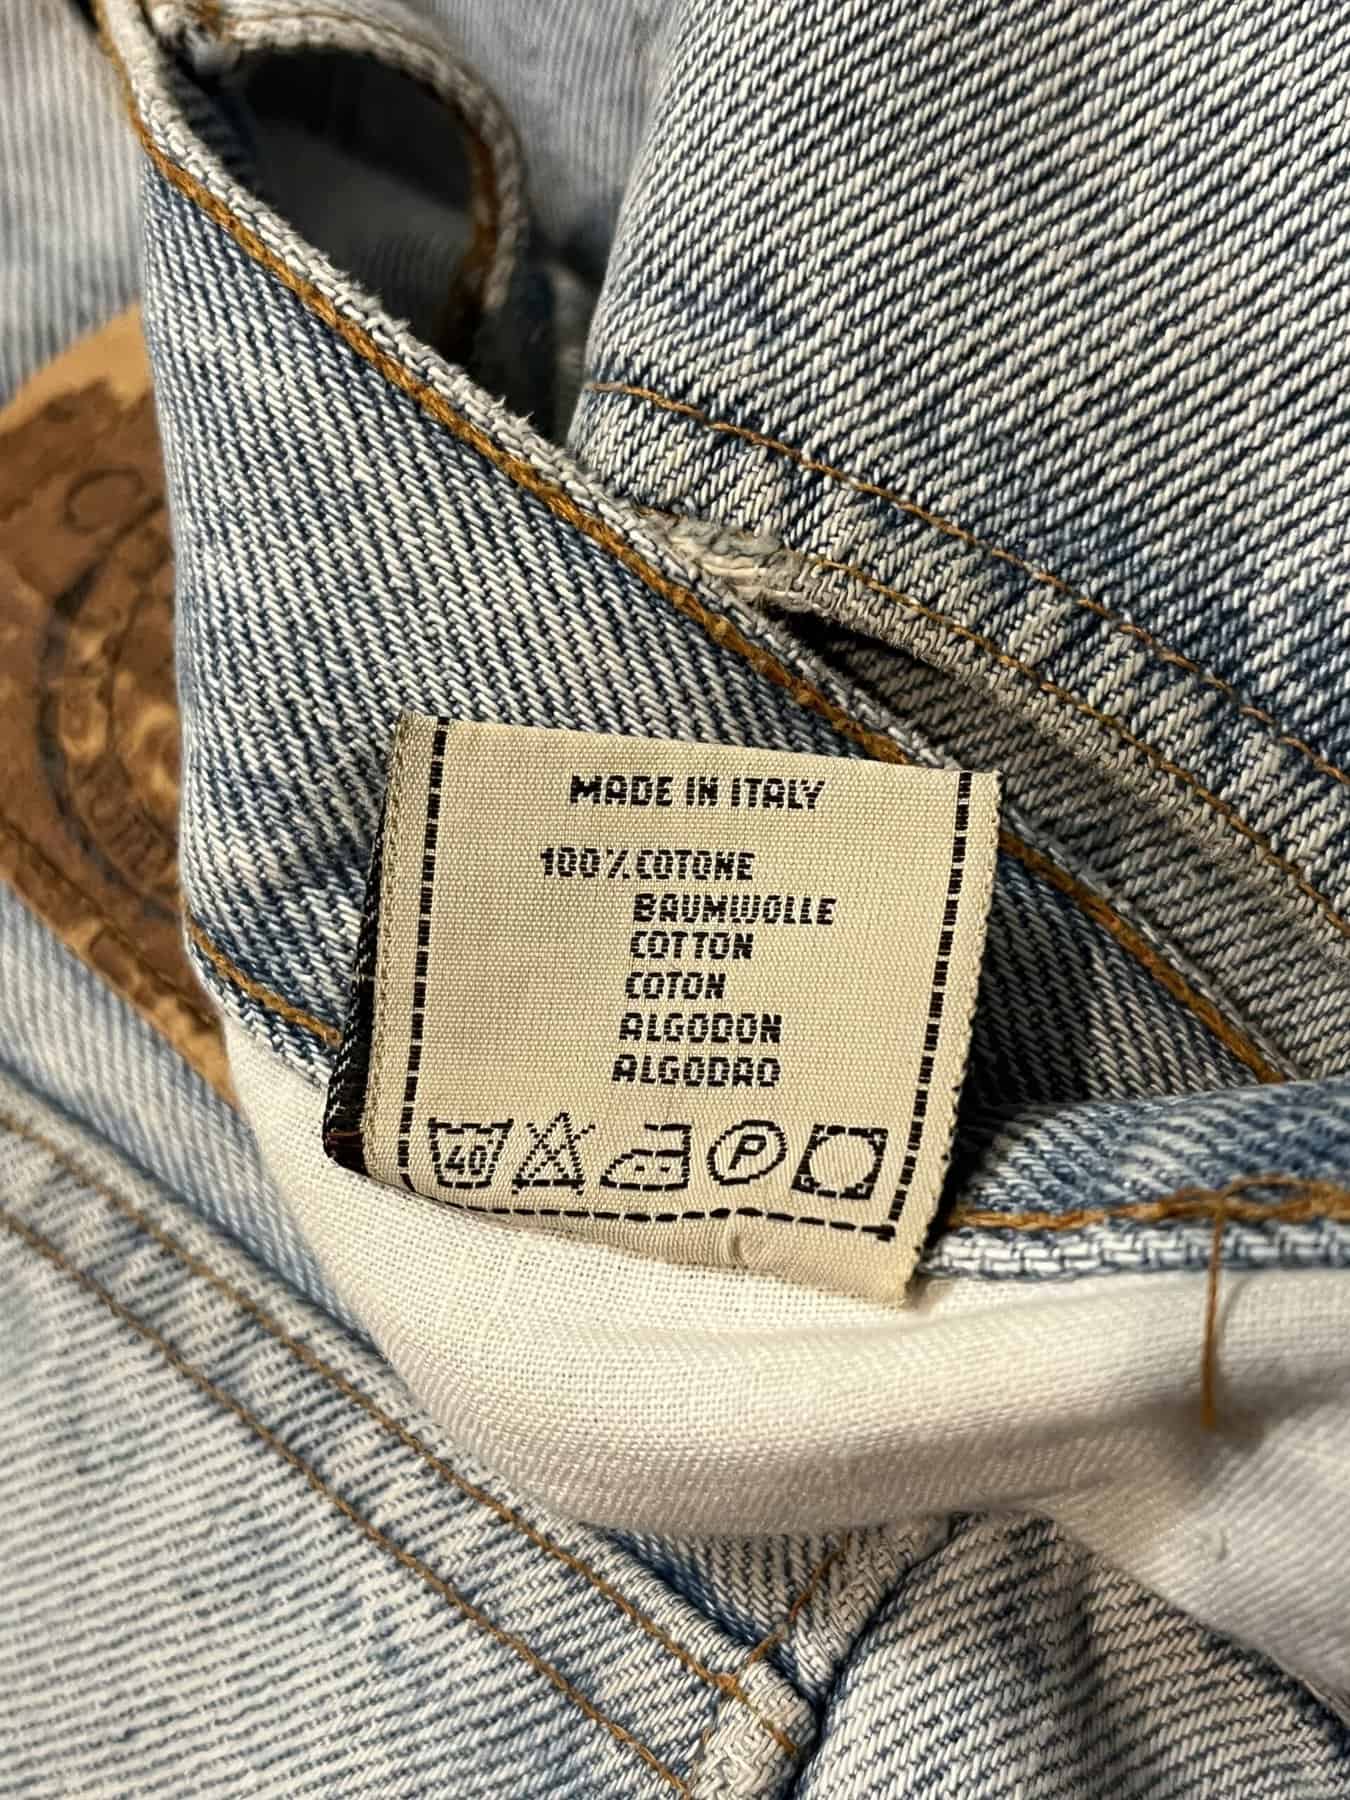 MADE IN ITALY
100% COTONE
BAUMWOLLE
COTTON
COTON
ALGODON
ALGODAO
40 P